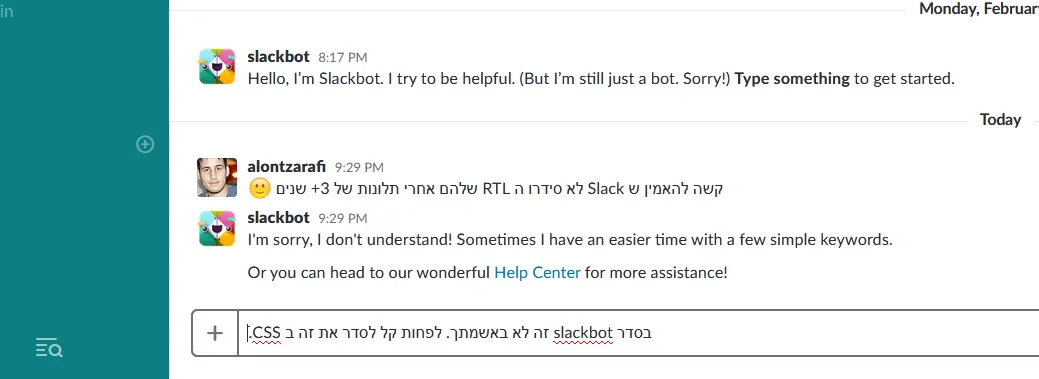 in
Monday, Februar
slackbot 8:17 PM
Hello, I’m Slackbot. I try to be helpful. (But I’m still just a bot. Sorry!) Type something to get started.
Today
alontzarafi 9:29 PM
קשה להאמין ש Slack לא סידרו ה RTL שלהם אחרי תלונות של 3+ שנים
slackbot 9:29 PM
I'm sorry, I don't understand! Sometimes I have an easier time with a few simple keywords.
Or you can head to our wonderful Help Center for more assistance!
בסדר slackbot זה לא באשמתך. לפחות קל לסדר את זה ב CSS.